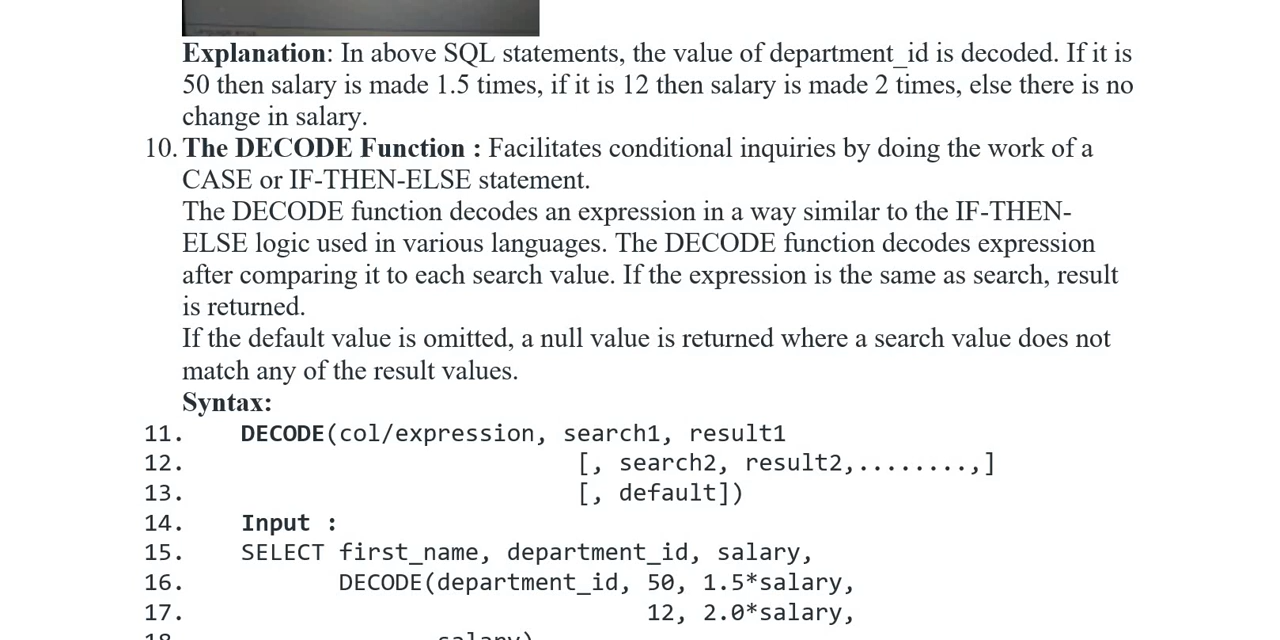 Explanation: In above SQL statements, the value of department_id is decoded. If it is
50 then salary is made 1.5 times, if it is 12 then salary is made 2 times, else there is no
change in salary.
10. The DECODE Function : Facilitates conditional inquiries by doing the work of a
CASE or IF-THEN-ELSE statement.
The DECODE function decodes an expression in a way similar to the IF-THEN-
ELSE logic used in various languages. The DECODE function decodes expression
after comparing it to each search value. If the expression is the same as search, result
is returned.
If the default value is omitted, a null value is returned where a search value does not
match any of the result values.
Syntax:
11. DECODE(col/expression, search1, result1
12. [, search2, result2,........,]
13. [, default])
14. Input :
15. SELECT first_name, department_id, salary,
16. DECODE(department_id, 50, 1.5*salary,
17. 12, 2.0*salary,
18. salary)